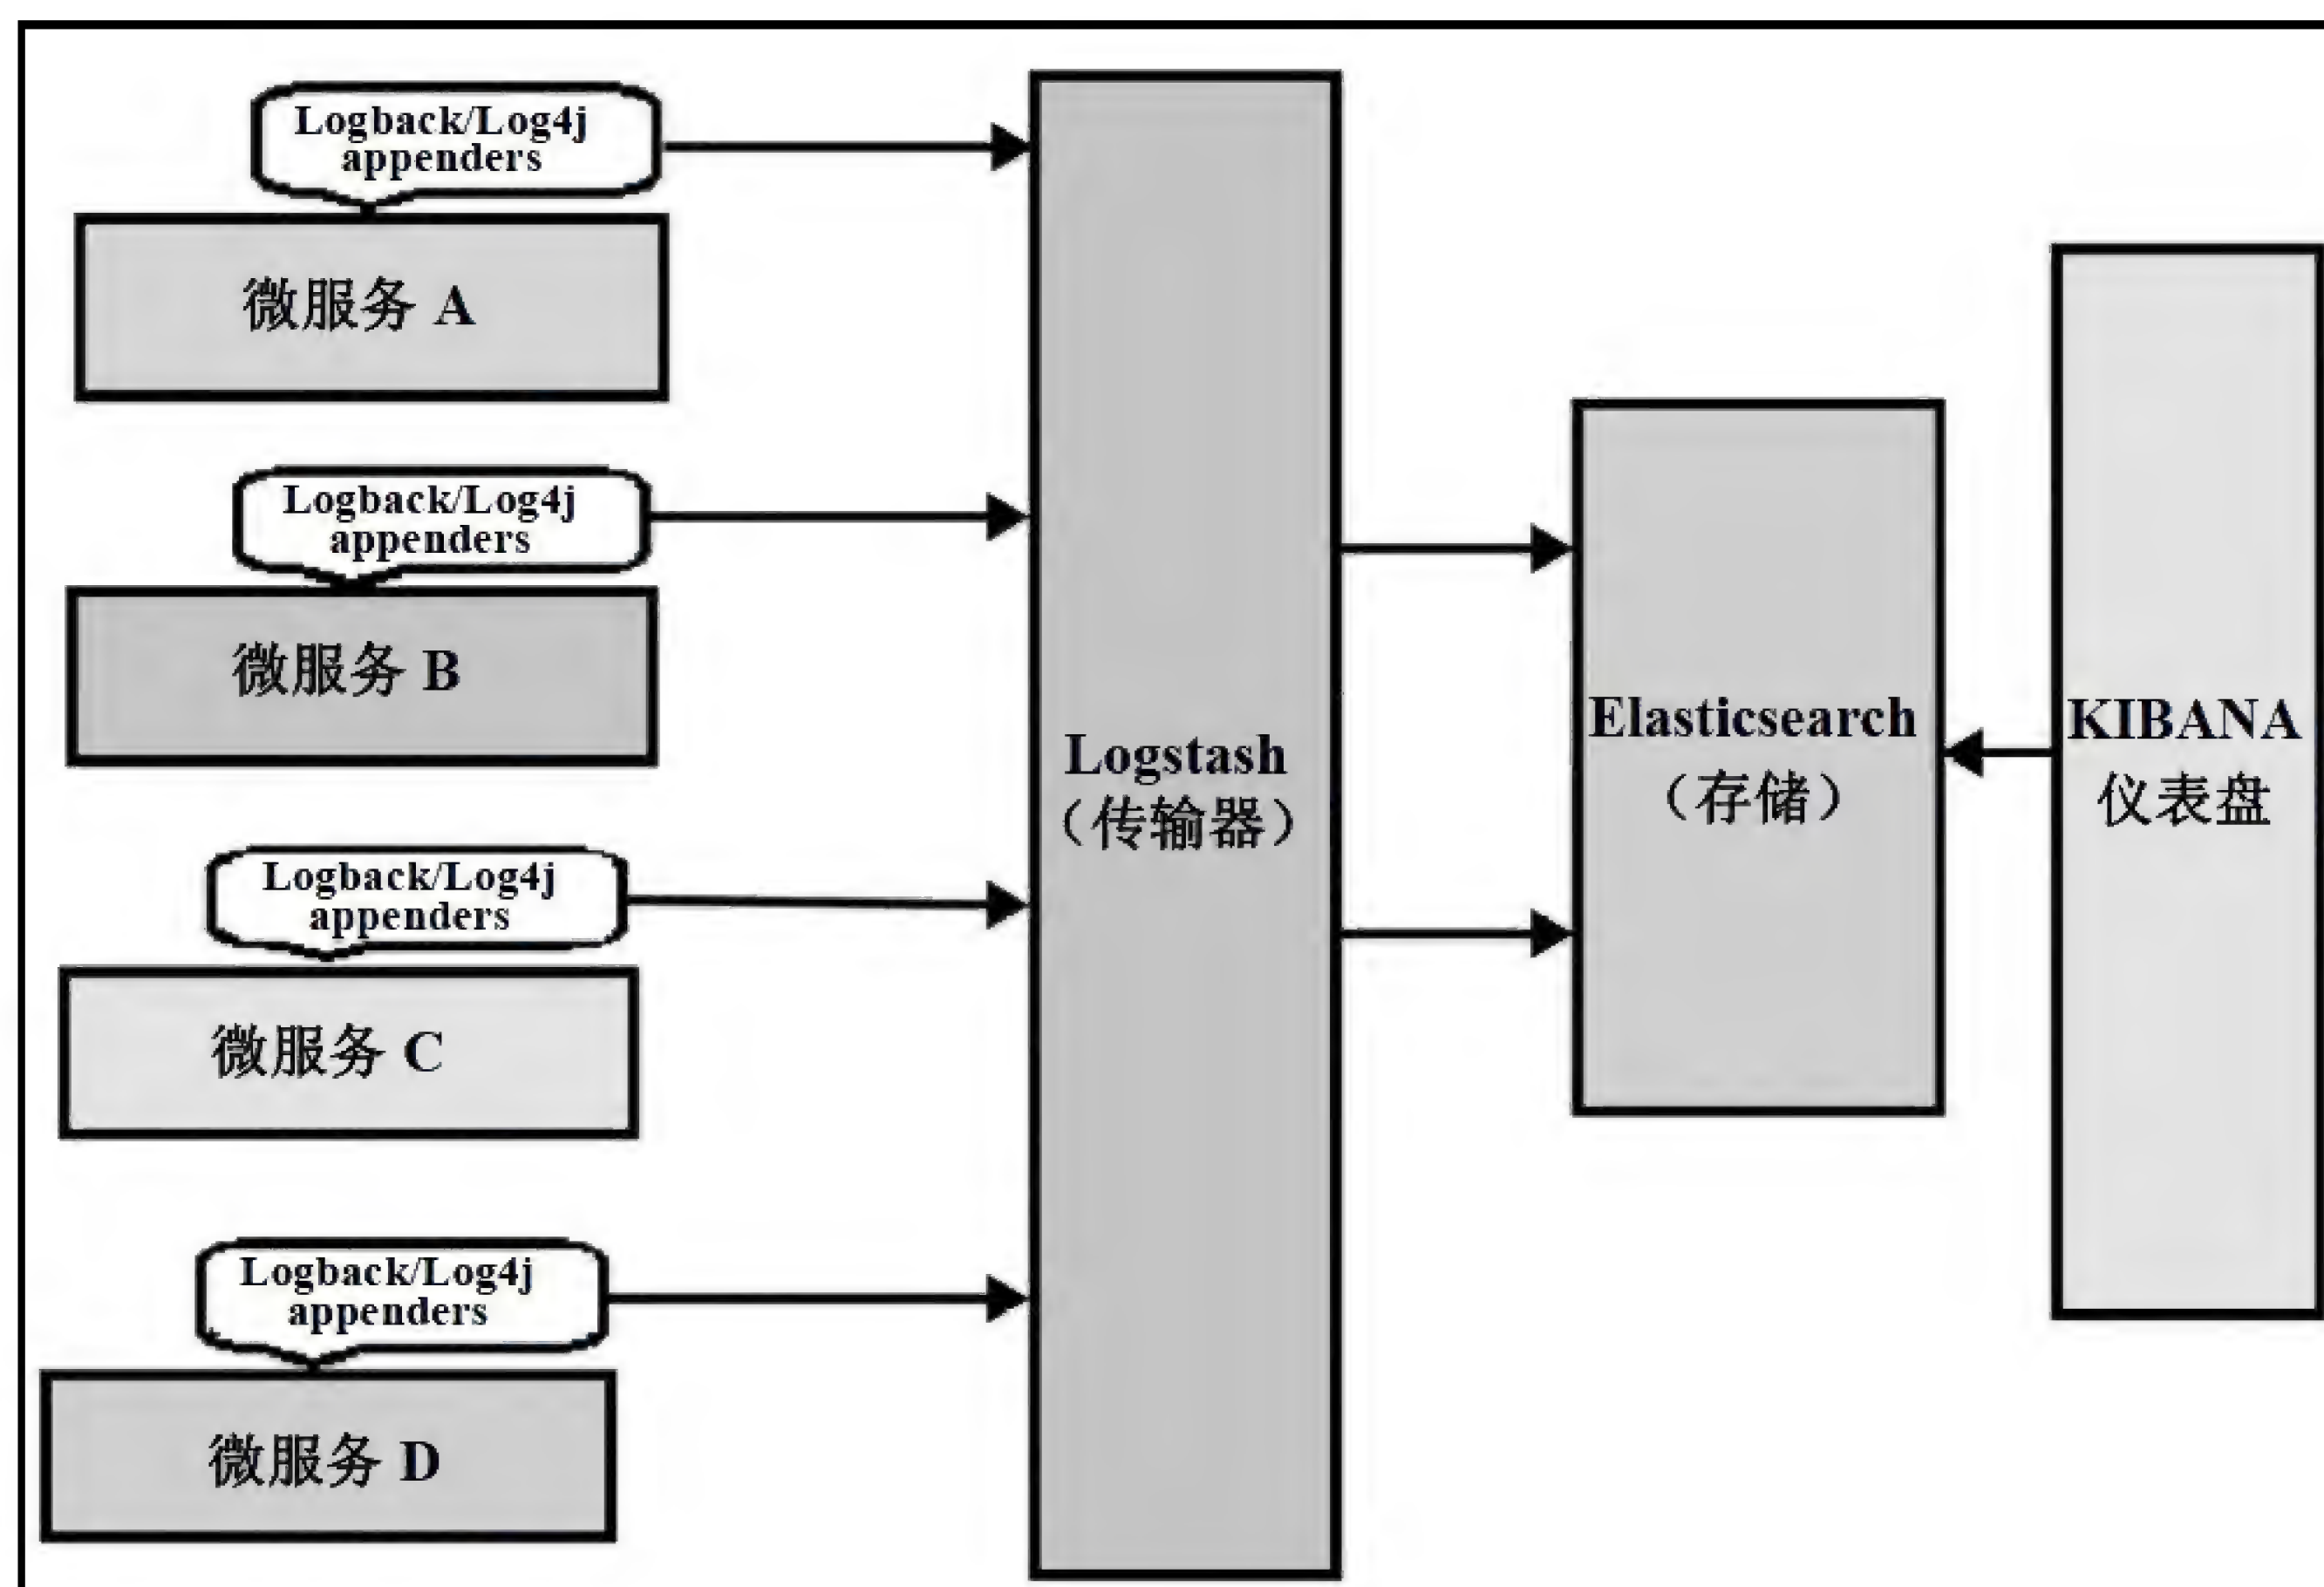 Logback/Log4j
appenders
微服务 A
Logback/Log4j
appenders
微服务 B
Logback/Log4j
appenders
微服务 C
Logback/Log4j
appenders
微服务 D
Logstash
（传输器）
Elasticsearch
（存储）
KIBANA
仪表盘